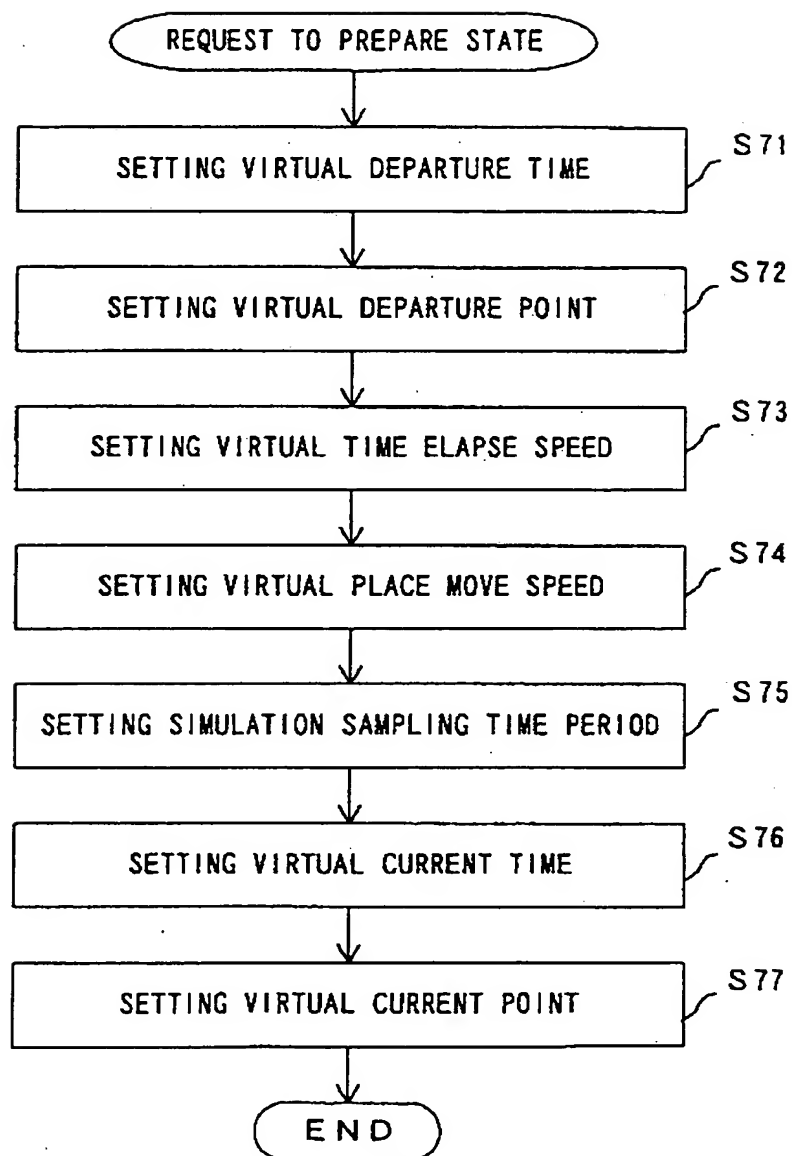 REQUEST TO PREPARE STATE
S71
SETTING VIRTUAL DEPARTURE TIME
S72
SETTING VIRTUAL DEPARTURE POINT
S73
SETTING VIRTUAL TIME ELAPSE SPEED
S74
SETTING VIRTUAL PLACE MOVE SPEED
S75
SETTING SIMULATION SAMPLING TIME PERIOD
S76
SETTING VIRTUAL CURRENT TIME
S77
SETTING VIRTUAL CURRENT POINT
END